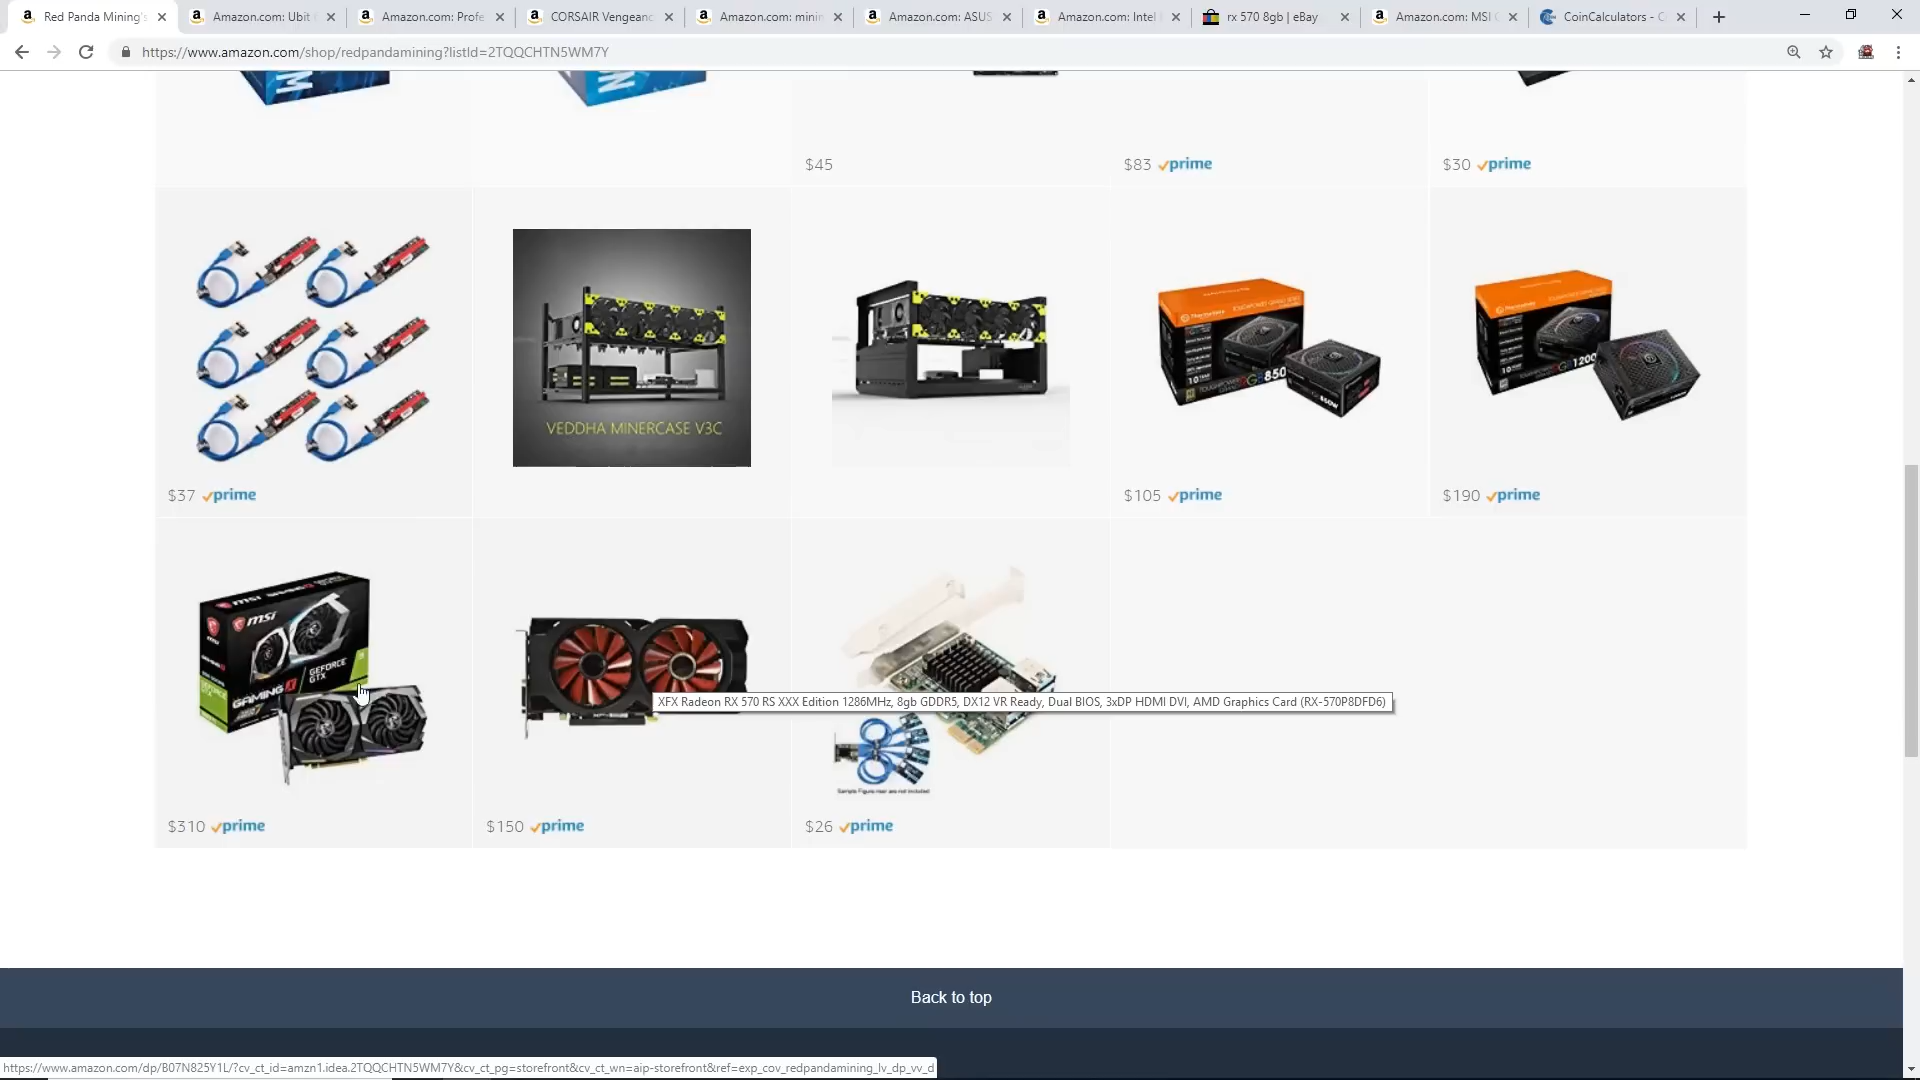 Red Panda Mining's
Amazon.com: Ubit
Amazon.com: Profe
CORSAIR Vengeanc
Amazon.com: minin
Amazon.com: ASUS
Amazon.com: Intel
rx 570 8gb | eBay
Amazon.com: MSI
CoinCalculators - C
https://www.amazon.com/shop/redpandamining?listId=2TQQCHTN5WM7Y
$45
$83 prime
$30 prime
VEDDHA MINERCASE V3C
850
850W
1200
$37 prime
$105 prime
$190 prime
msi
msi
GEFORCE
GTX
GAMING X
XFX Radeon RX 570 RS XXX Edition 1286MHz, 8gb GDDR5, DX12 VR Ready, Dual BIOS, 3xDP HDMI DVI, AMD Graphics Card (RX-570P8DFD6)
$310 prime
$150 prime
$26 prime
Back to top
https://www.amazon.com/dp/B07N825Y1L/?cv_ct_id=amzn1.idea.2TQQCHTN5WM7Y&cv_ct_pg=storefront&cv_ct_wn=aip-storefront&ref=exp_cov_redpandamining_lv_dp_vv_d